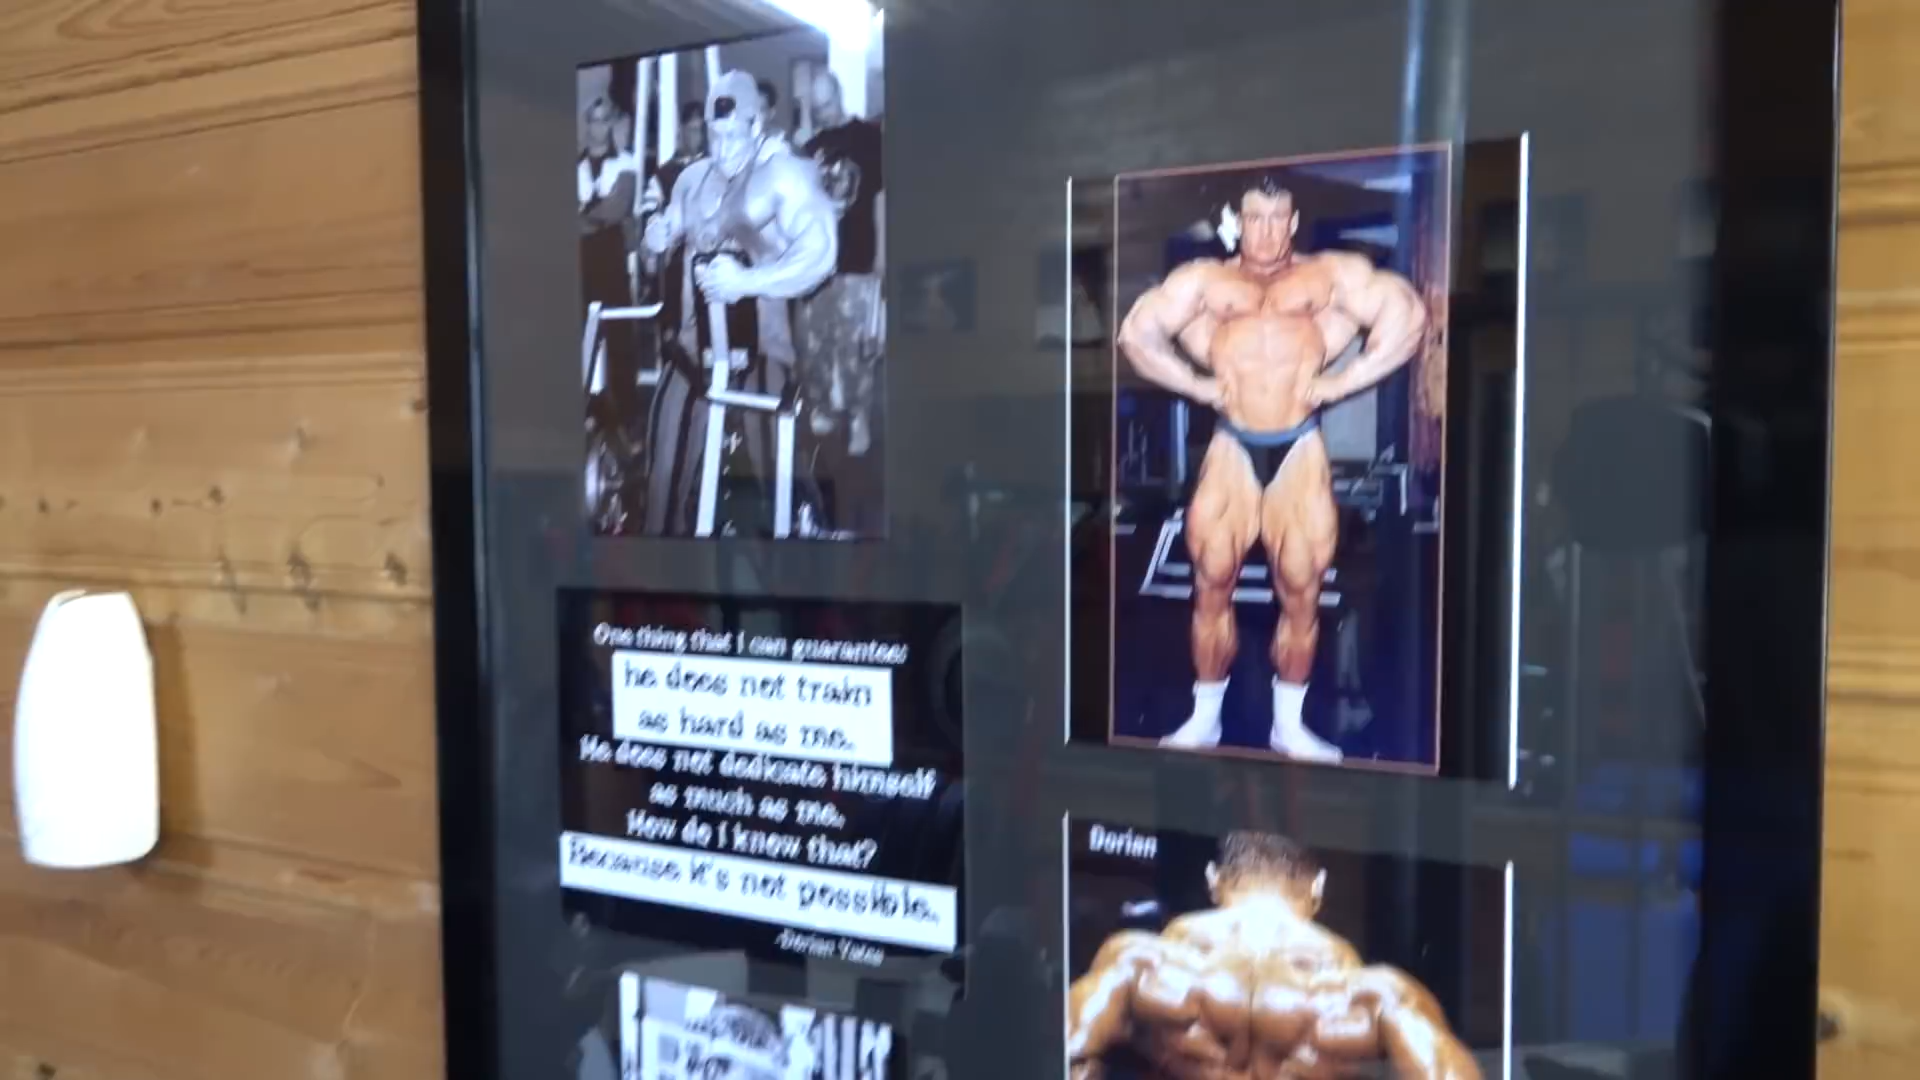 One thing that I can guarantee:
he does not train
as hard as me.
He does not dedicate himself
as much as me.
How do I know that?
Because it's not possible.
-Dorian Yates
Dorian